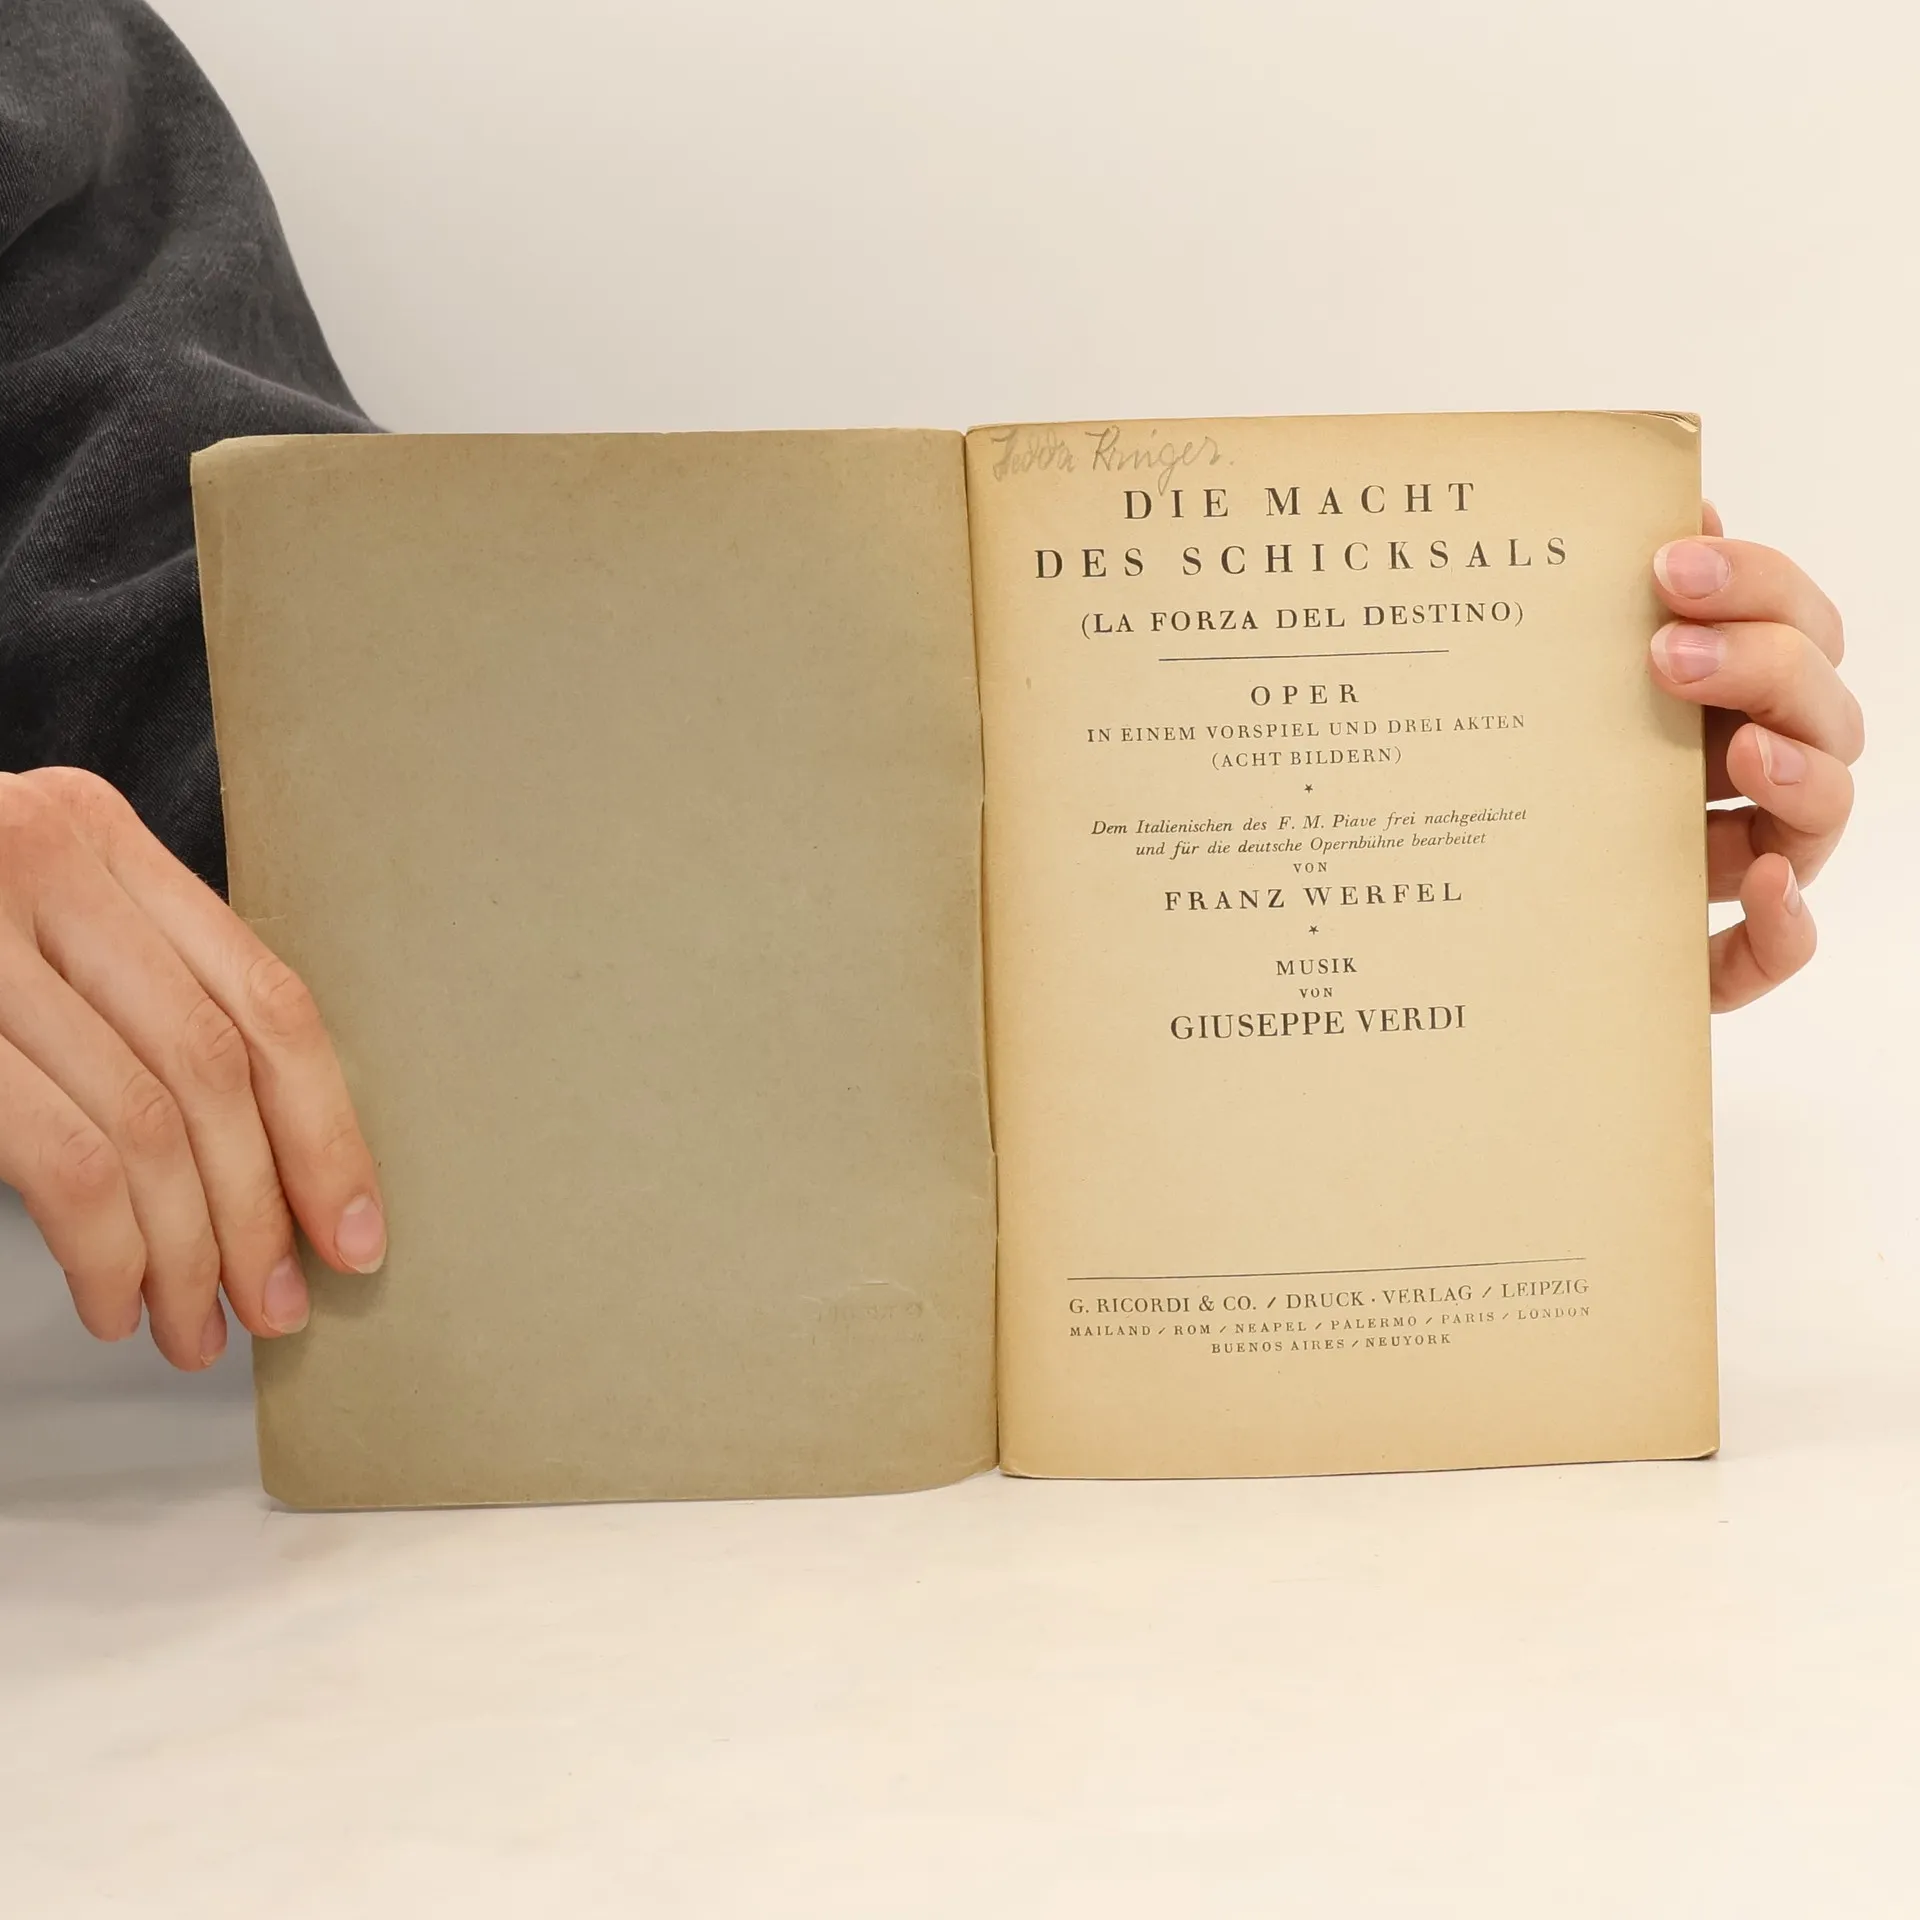 Krüger.
DIE MACHT
DES SCHICKSALS
(LA FORZA DEL DESTINO)
OPER
IN EINEM VORSPIEL UND DREI AKTEN
(ACHT BILDERN)
Dem Italienischen des F. M. Piave frei nachgedichtet
und für die deutsche Opernbühne bearbeitet
VON
FRANZ WERFEL
MUSIK
VON
GIUSEPPE VERDI
G. RICORDI & CO. / DRUCK · VERLAG / LEIPZIG
MAILAND / ROM / NEAPEL / PALERMO / PARIS / LONDON
BUENOS AIRES / NEUYORK